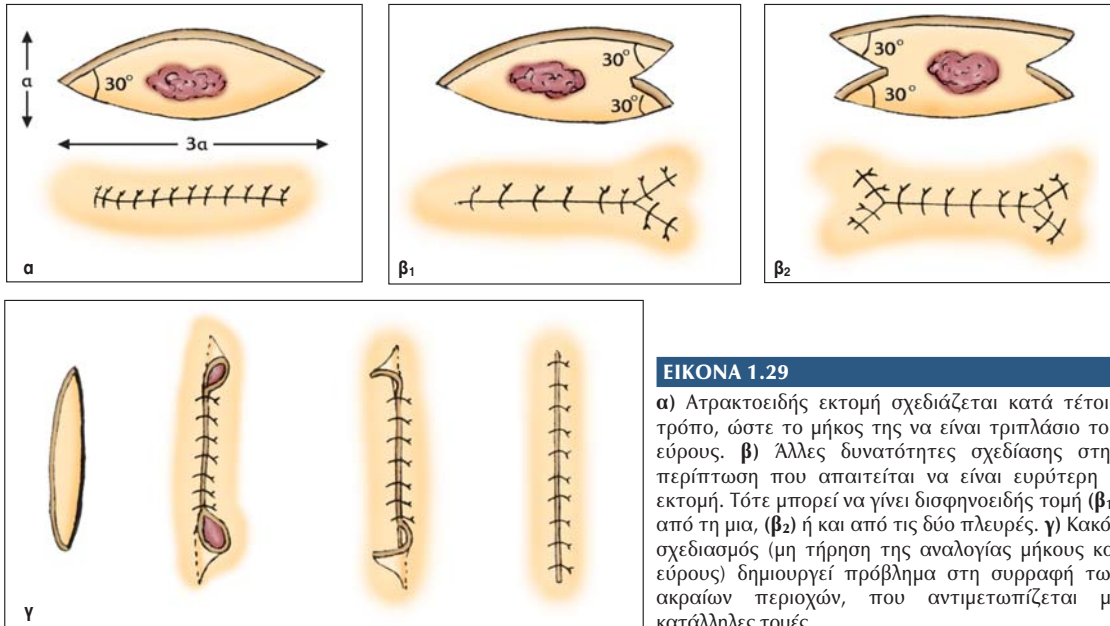 α
30°
3α
α
30°
30°
β₁
30°
30°
β₂
γ
ΕΙΚΟΝΑ 1.29
α) Ατρακτοειδής εκτομή σχεδιάζεται κατά τέτοι
τρόπο, ώστε το μήκος της να είναι τριπλάσιο το
εύρους. β) Άλλες δυνατότητες σχεδίασης στη
περίπτωση που απαιτείται να είναι ευρύτερη
εκτομή. Τότε μπορεί να γίνει δισφηνοειδής τομή (β₁
από τη μια, (β₂) ή και από τις δύο πλευρές. γ) Κακό
σχεδιασμός (μη τήρηση της αναλογίας μήκους κα
εύρους) δημιουργεί πρόβλημα στη συρραφή τω
ακραίων περιοχών, που αντιμετωπίζεται μ
κατάλληλες τομές